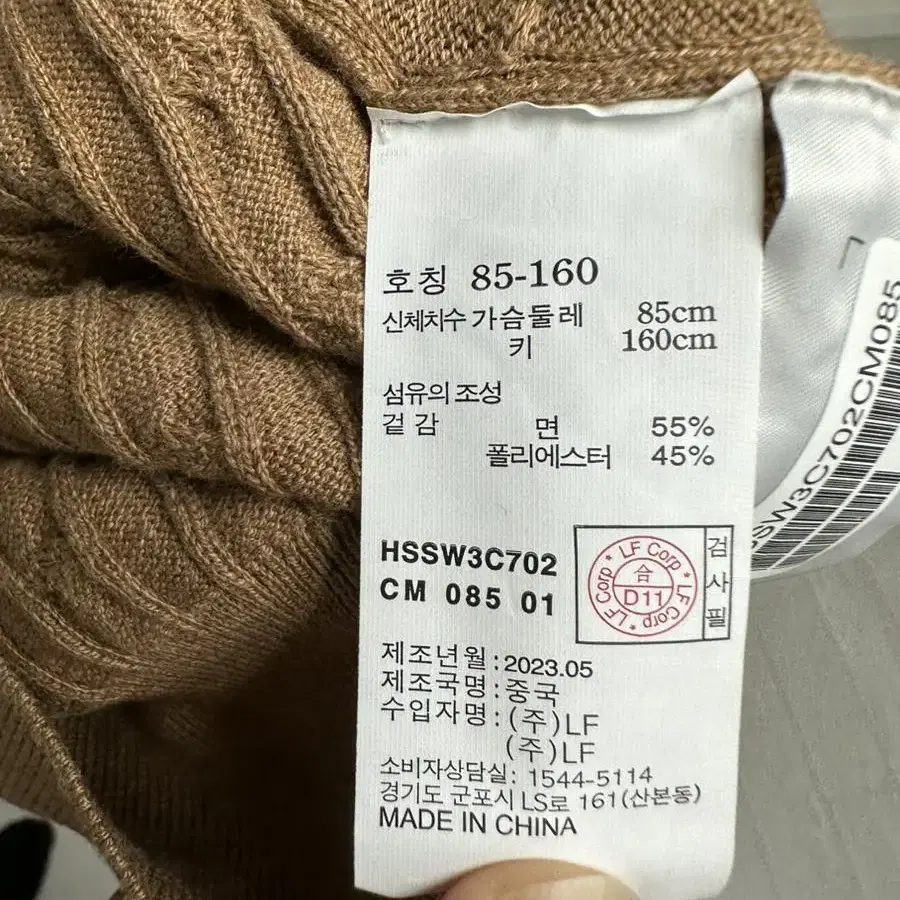 호칭 85-160
신체치수 가슴둘레 85cm
키 160cm
섬유의 조성
겉감 면 55%
폴리에스터 45%
HSSW3C702
CM 085 01
LF Corp * LF Corp * LF Corp *
合
D11
검사필
제조년월 : 2023.05
제조국명 : 중국
수입자명 : (주)LF
(주)LF
소비자상담실: 1544-5114
경기도 군포시 LS로 161(산본동)
MADE IN CHINA
SW3C702CM085